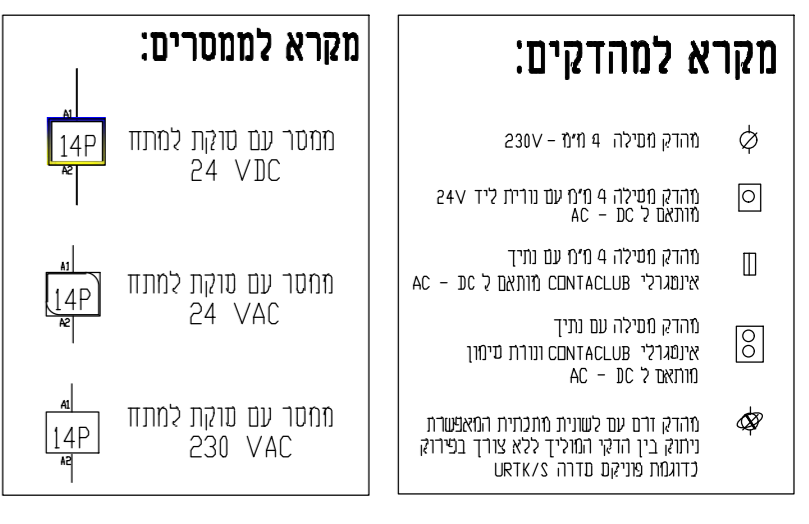 מקרא למהדקים:
מהדק מסילה 4 מ"מ - 230V
מהדק מסילה 4 מ"מ עם נורית ליד 24V
מותאם ל AC - DC
מהדק מסילה 4 מ"מ עם נתיך
אינטגרלי CONTACLUB מותאם ל AC - DC
מהדק מסילה עם נתיך
אינטגרלי CONTACLUB ונורת סימון
מותאם ל AC - DC
מהדק זרם עם לשונית מתכתית המאפשרת
ניתוק בין הדקי המוליך ללא צורך בפירוק
כדוגמת פוניקס סדרה URTK/S
מקרא לממסרים:
A1
14P
A2
ממסר עם סוקת למתח
24 VDC
A1
14P
A2
ממסר עם סוקת למתח
24 VAC
A1
14P
A2
ממסר עם סוקת למתח
230 VAC